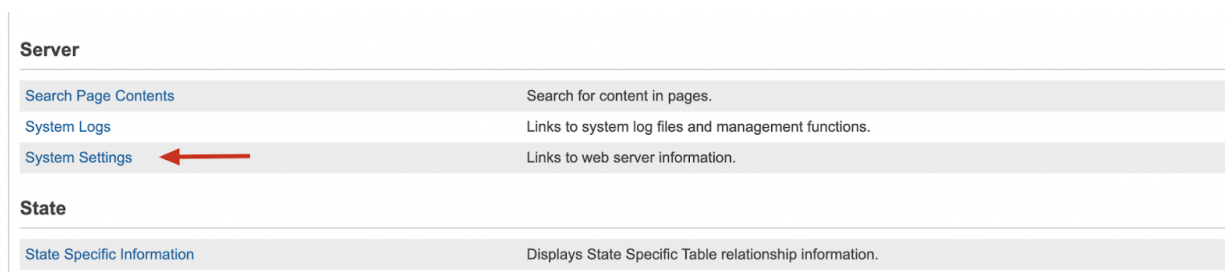 Server
Search Page Contents Search for content in pages.
System Logs Links to system log files and management functions.
System Settings Links to web server information.
State
State Specific Information Displays State Specific Table relationship information.